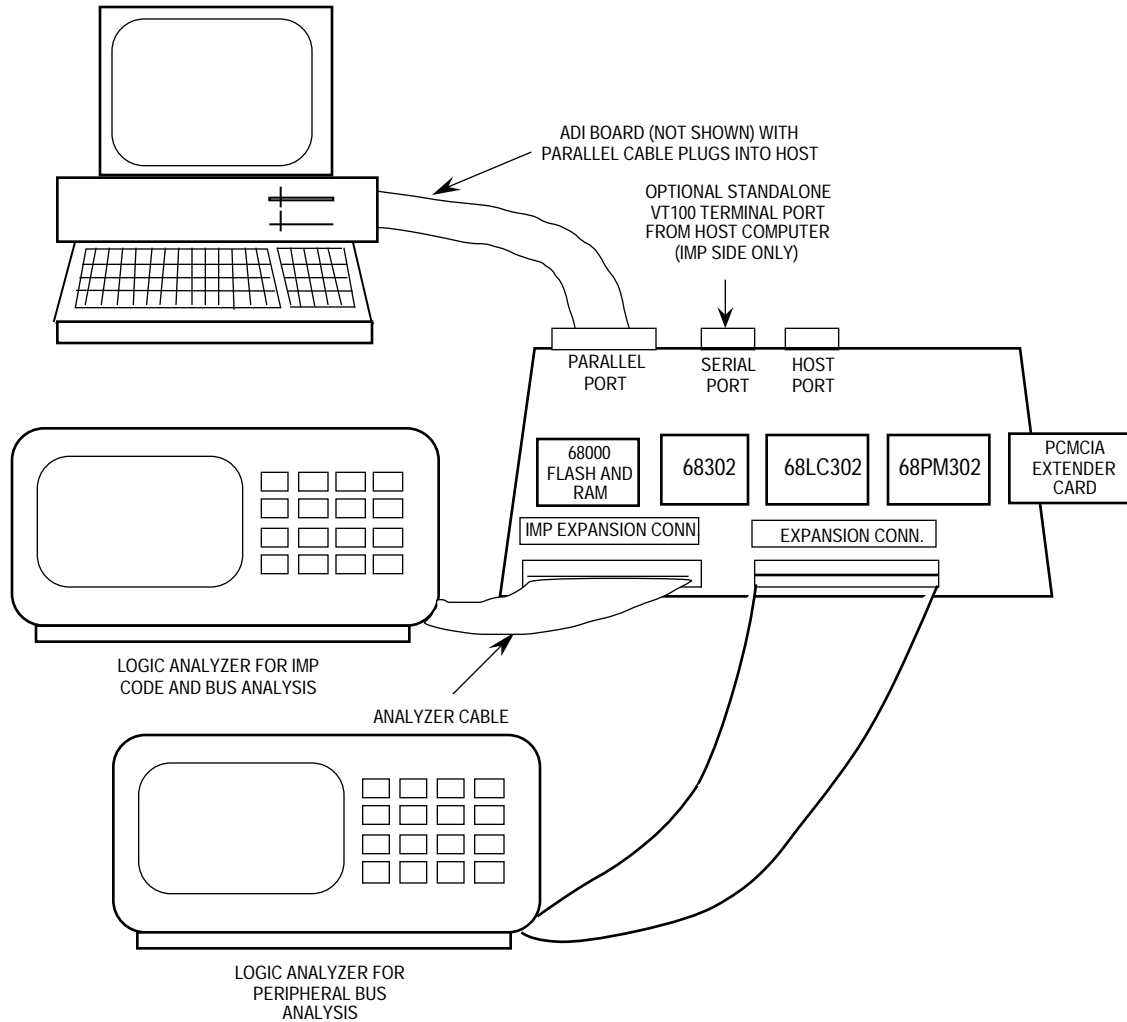 ADI BOARD (NOT SHOWN) WITH
PARALLEL CABLE PLUGS INTO HOST
OPTIONAL STANDALONE
VT100 TERMINAL PORT
FROM HOST COMPUTER
(IMP SIDE ONLY)
PARALLEL
PORT
SERIAL
PORT
HOST
PORT
68000
FLASH AND
RAM
68302
68LC302
68PM302
PCMCIA
EXTENDER
CARD
IMP EXPANSION CONN.
EXPANSION CONN.
LOGIC ANALYZER FOR IMP
CODE AND BUS ANALYSIS
ANALYZER CABLE
LOGIC ANALYZER FOR
PERIPHERAL BUS
ANALYSIS